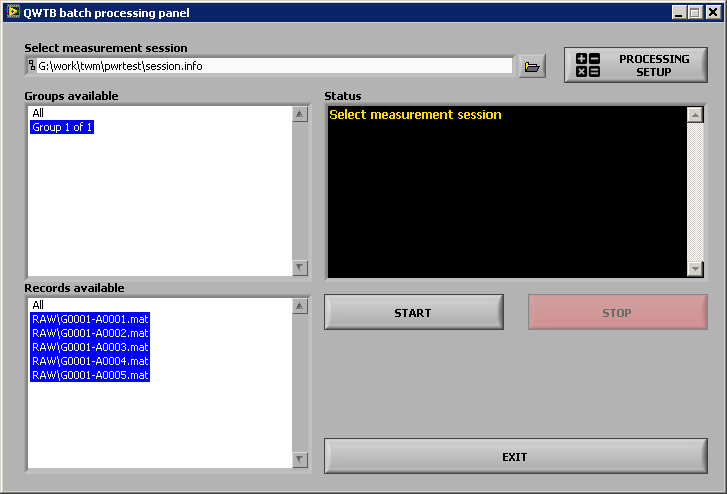 QWTB batch processing panel
Select measurement session
G:\work\twm\pwrtest\session.info
PROCESSING
SETUP
Groups available
All
Group 1 of 1
Status
Select measurement session
Records available
All
RAW\G0001-A0001.mat
RAW\G0001-A0002.mat
RAW\G0001-A0003.mat
RAW\G0001-A0004.mat
RAW\G0001-A0005.mat
START
STOP
EXIT